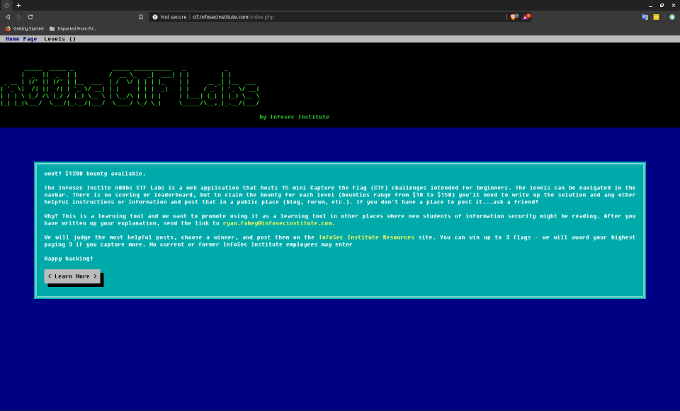 Not secure | ctf.infosecinstitute.com/index.php
Getting Started Imported From Fir...
Home Page Levels {}
n00bs CTF Labs
by Infosec Institute
woot! $1200 bounty available.
The Infosec Instite n00bs CTF Labs is a web application that hosts 15 mini Capture the Flag (CTF) challenges intended for beginners. The levels can be navigated in the
navbar. There is no scoring or leaderboard, but to claim the bounty for each level (bounties range from $10 to $150) you'll need to write up the solution and any other
helpful instructions or information and post that in a public place (blog, forum, etc.). If you don't have a place to post it...ask a friend!
Why? This is a learning tool and we want to promote using it as a learning tool in other places where new students of information security might be reading. After you
have written up your explanation, send the link to ryan.fahey@infosecinstitute.com.
We will judge the most helpful posts, choose a winner, and post them on the InfoSec Institute Resources site. You can win up to 3 flags - we will award your highest
paying 3 if you capture more. No current or former InfoSec Institute employees may enter
Happy hacking!
< Learn More >